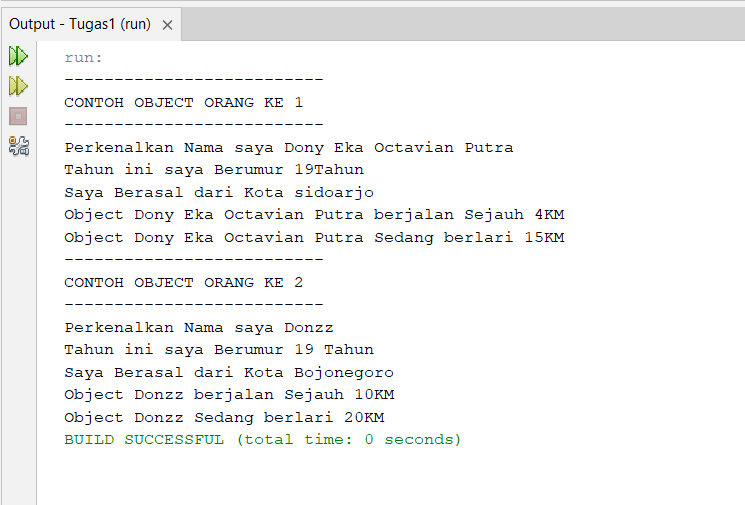 Output - Tugas1 (run)
run:
--------------------------
CONTOH OBJECT ORANG KE 1
--------------------------
Perkenalkan Nama saya Dony Eka Octavian Putra
Tahun ini saya Berumur 19Tahun
Saya Berasal dari Kota sidoarjo
Object Dony Eka Octavian Putra berjalan Sejauh 4KM
Object Dony Eka Octavian Putra Sedang berlari 15KM
--------------------------
CONTOH OBJECT ORANG KE 2
--------------------------
Perkenalkan Nama saya Donzz
Tahun ini saya Berumur 19 Tahun
Saya Berasal dari Kota Bojonegoro
Object Donzz berjalan Sejauh 10KM
Object Donzz Sedang berlari 20KM
BUILD SUCCESSFUL (total time: 0 seconds)